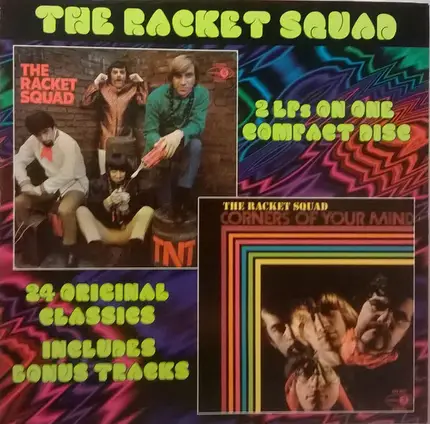 THE RACKET SQUAD
THE
RACKET
SQUAD
2 LPs ON ONE
COMPACT DISC
TNT
THE RACKET SQUAD
CORNERS OF YOUR MIND
24 ORIGINAL
CLASSICS
INCLUDES
BONUS TRACKS